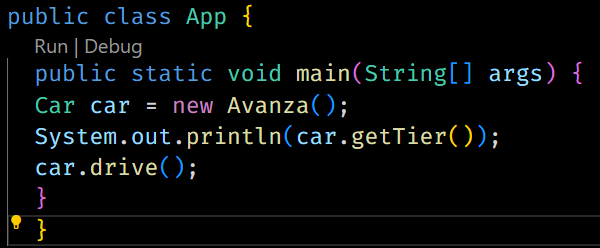 public class App {
Run | Debug
public static void main(String[] args) {
Car car = new Avanza();
System.out.println(car.getTier());
car.drive();
}
}